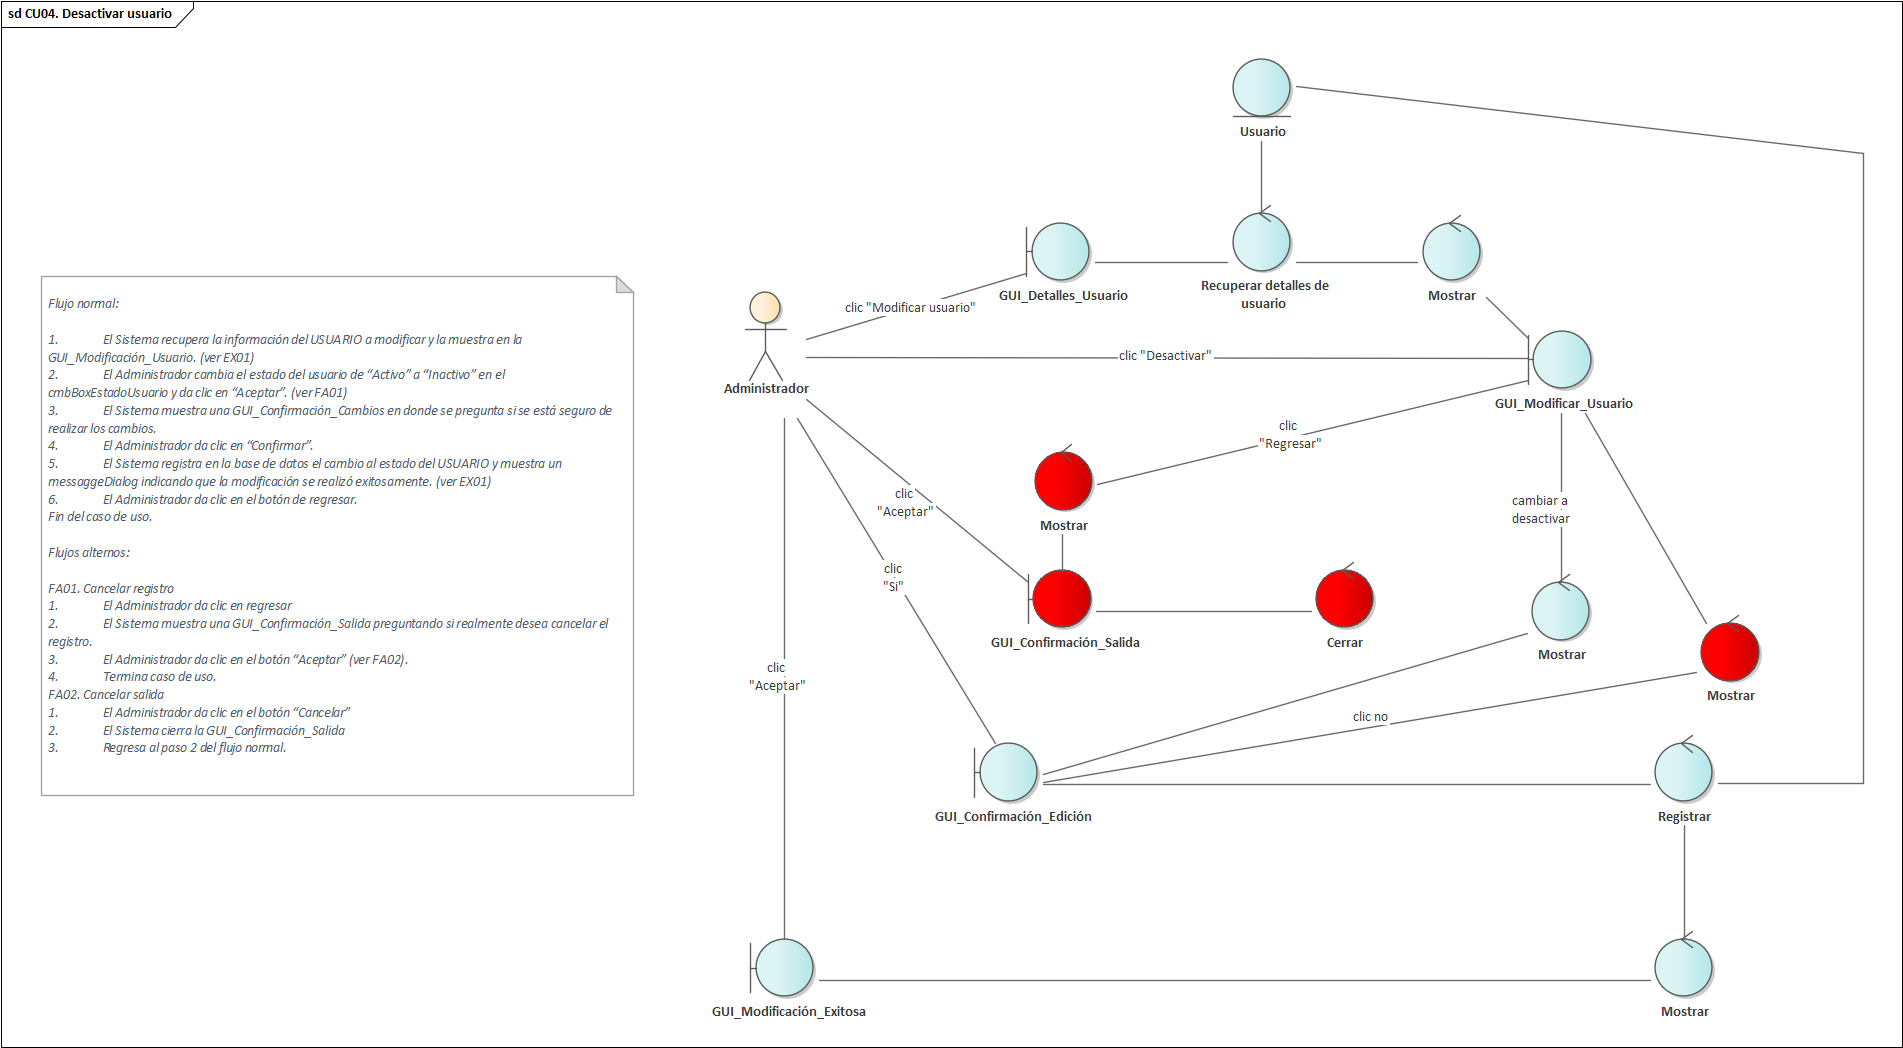 sd CU04. Desactivar usuario
Flujo normal:
1. El Sistema recupera la información del USUARIO a modificar y la muestra en la
GUI_Modificación_Usuario. (ver EX01)
2. El Administrador cambia el estado del usuario de “Activo” a “Inactivo” en el
cmbBoxEstadoUsuario y da clic en “Aceptar”. (ver FA01)
3. El Sistema muestra una GUI_Confirmación_Cambios en donde se pregunta si se está seguro de
realizar los cambios.
4. El Administrador da clic en “Confirmar”.
5. El Sistema registra en la base de datos el cambio al estado del USUARIO y muestra un
messaggeDialog indicando que la modificación se realizó exitosamente. (ver EX01)
6. El Administrador da clic en el botón de regresar.
Fin del caso de uso.
Flujos alternos:
FA01. Cancelar registro
1. El Administrador da clic en regresar
2. El Sistema muestra una GUI_Confirmación_Salida preguntando si realmente desea cancelar el
registro.
3. El Administrador da clic en el botón “Aceptar” (ver FA02).
4. Termina caso de uso.
FA02. Cancelar salida
1. El Administrador da clic en el botón “Cancelar”
2. El Sistema cierra la GUI_Confirmación_Salida
3. Regresa al paso 2 del flujo normal.
Usuario
Recuperar detalles de
usuario
GUI_Detalles_Usuario
Mostrar
clic "Modificar usuario"
clic "Desactivar"
Administrador
GUI_Modificar_Usuario
clic
"Regresar"
clic
"Aceptar"
Mostrar
cambiar a
desactivar
clic
"Si"
GUI_Confirmación_Salida
Cerrar
Mostrar
clic
"Aceptar"
Mostrar
clic no
GUI_Confirmación_Edición
Registrar
GUI_Modificación_Exitosa
Mostrar